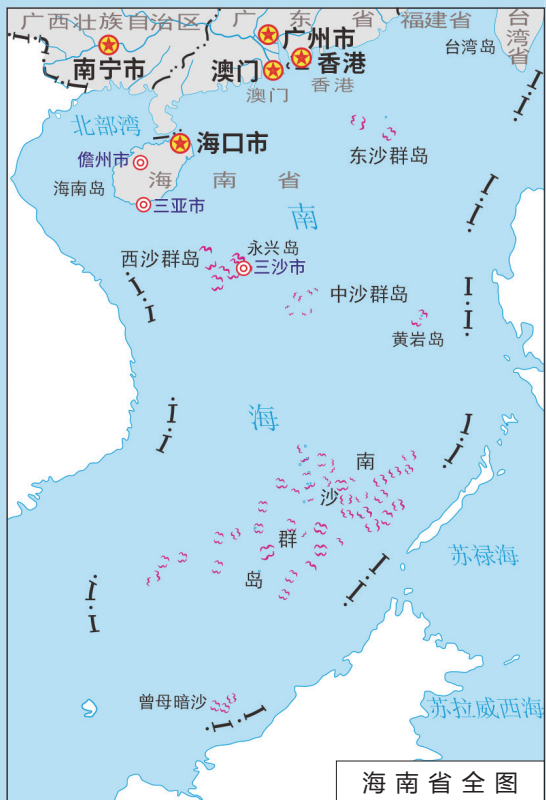 广西壮族自治区
广东省
福建省
台湾省
台湾岛
广州市
南宁市
澳门
香港
香港
澳门
北部湾
海口市
儋州市
东沙群岛
海南省
海南岛
三亚市
南
永兴岛
西沙群岛
三沙市
中沙群岛
黄岩岛
海
南
沙
群
岛
苏禄海
曾母暗沙
苏拉威西海
海南省全图